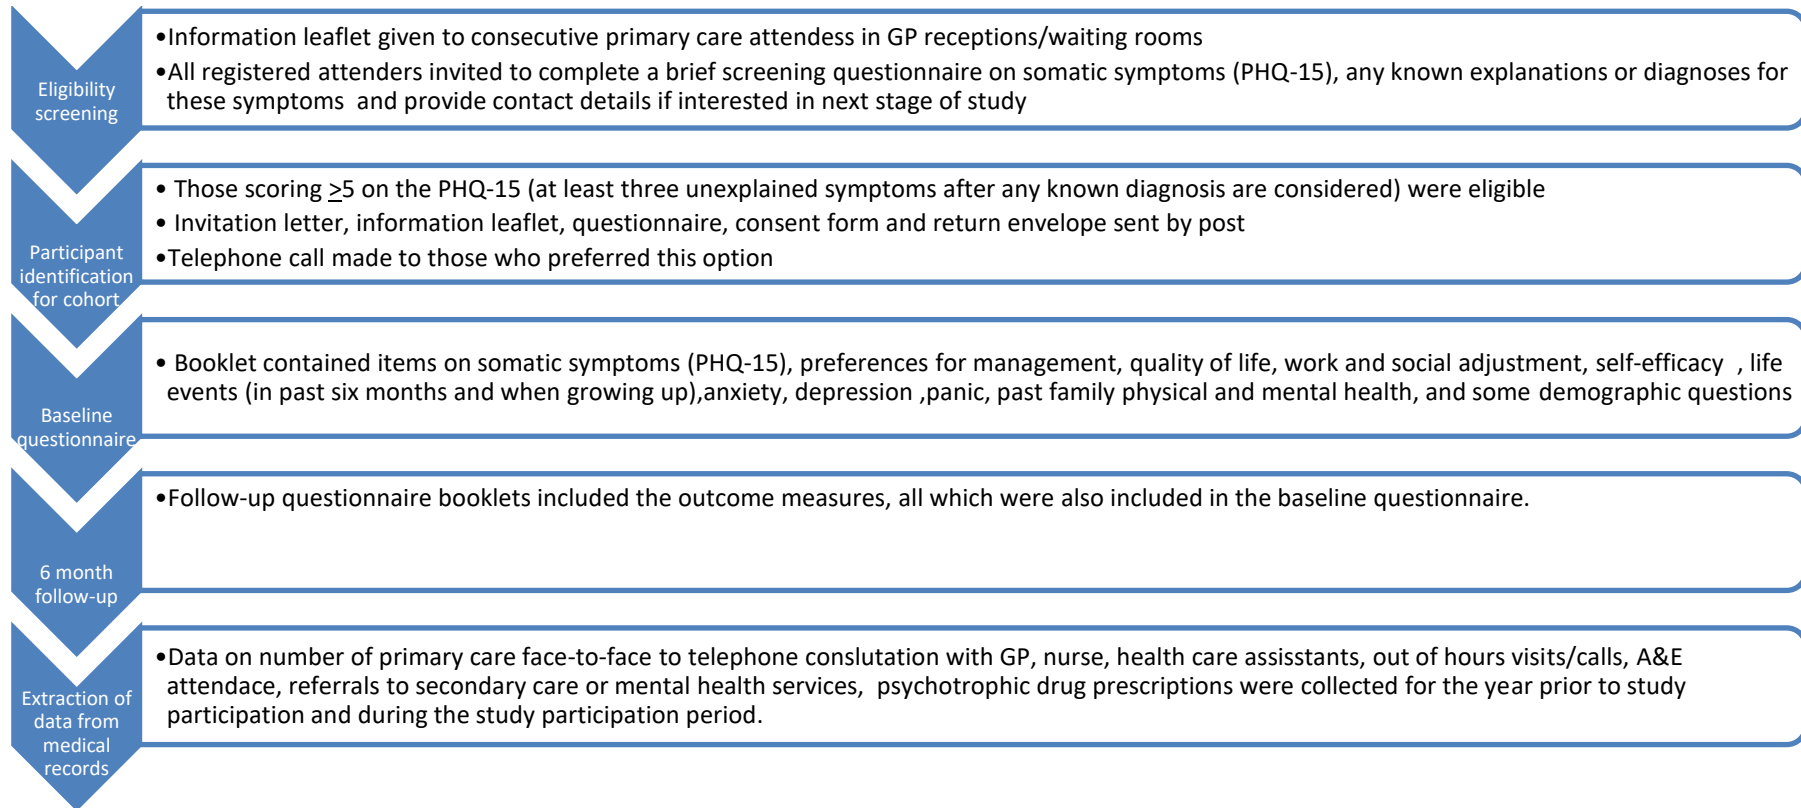 Eligibility
screening
•Information leaflet given to consecutive primary care attendess in GP receptions/waiting rooms
•All registered attenders invited to complete a brief screening questionnaire on somatic symptoms (PHQ-15), any known explanations or diagnoses for
these symptoms and provide contact details if interested in next stage of study
Participant
identification
for cohort
• Those scoring ≥5 on the PHQ-15 (at least three unexplained symptoms after any known diagnosis are considered) were eligible
• Invitation letter, information leaflet, questionnaire, consent form and return envelope sent by post
•Telephone call made to those who preferred this option
Baseline
questionnaire
• Booklet contained items on somatic symptoms (PHQ-15), preferences for management, quality of life, work and social adjustment, self-efficacy , life
events (in past six months and when growing up),anxiety, depression ,panic, past family physical and mental health, and some demographic questions
6 month
follow-up
•Follow-up questionnaire booklets included the outcome measures, all which were also included in the baseline questionnaire.
Extraction of
data from
medical
records
•Data on number of primary care face-to-face to telephone conslutation with GP, nurse, health care assisstants, out of hours visits/calls, A&E
attendace, referrals to secondary care or mental health services, psychotrophic drug prescriptions were collected for the year prior to study
participation and during the study participation period.